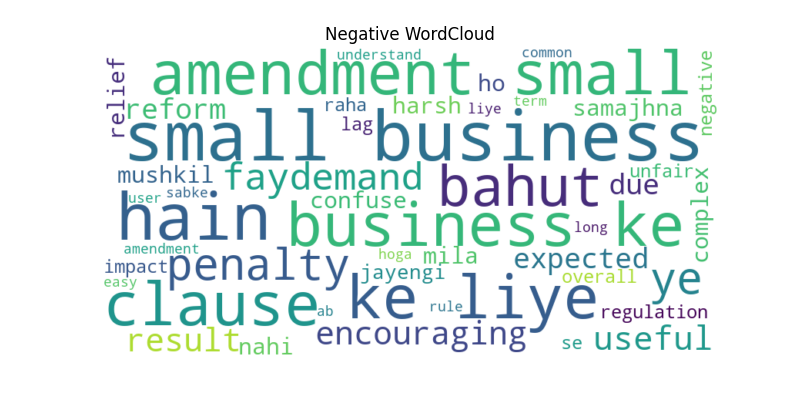 Negative WordCloud
understand common
amendment small
relief ho negative
reform raha harsh liye term samajhna
small business
lag
mushkil faydemand bahut due unfair
user sabke confuse complex
hain business ke
long
amendment hoga mila expected
impact penalty jayengi overall ye
easy
clause ab ke liye rule regulation
result nahi encouraging se useful